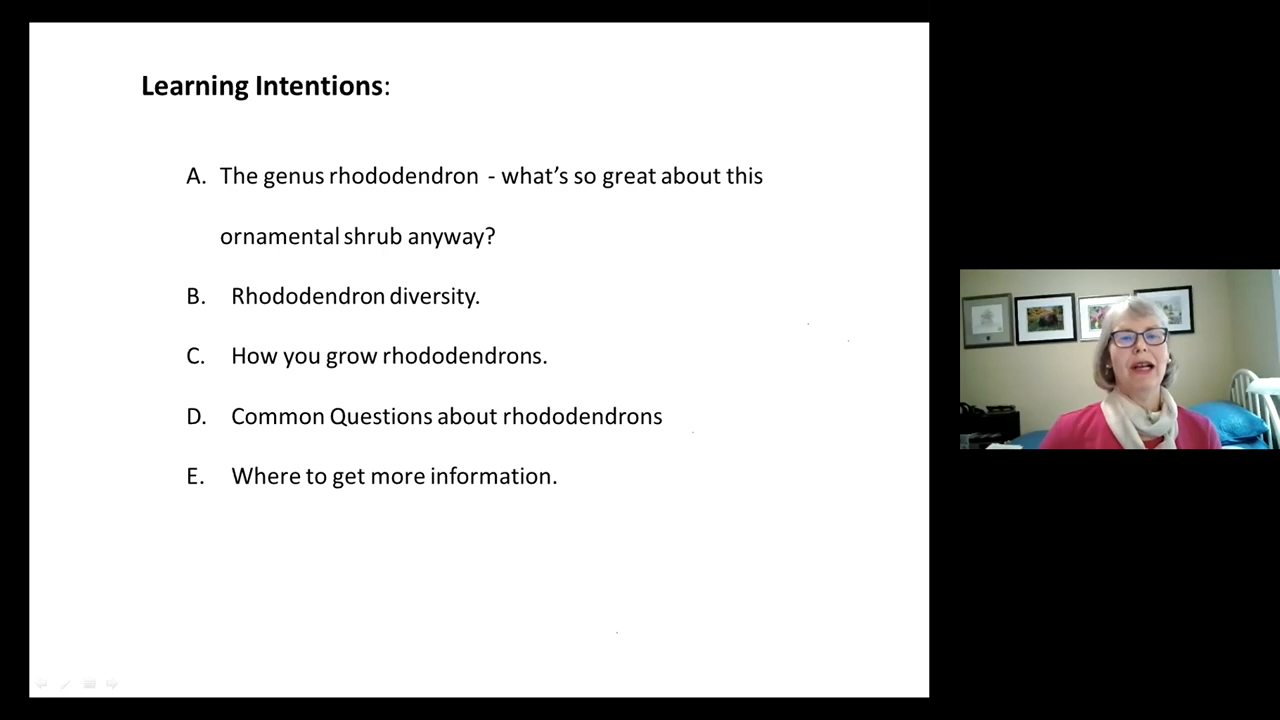 Learning Intentions:
A. The genus rhododendron - what's so great about this
ornamental shrub anyway?
B. Rhododendron diversity.
C. How you grow rhododendrons.
D. Common Questions about rhododendrons
E. Where to get more information.